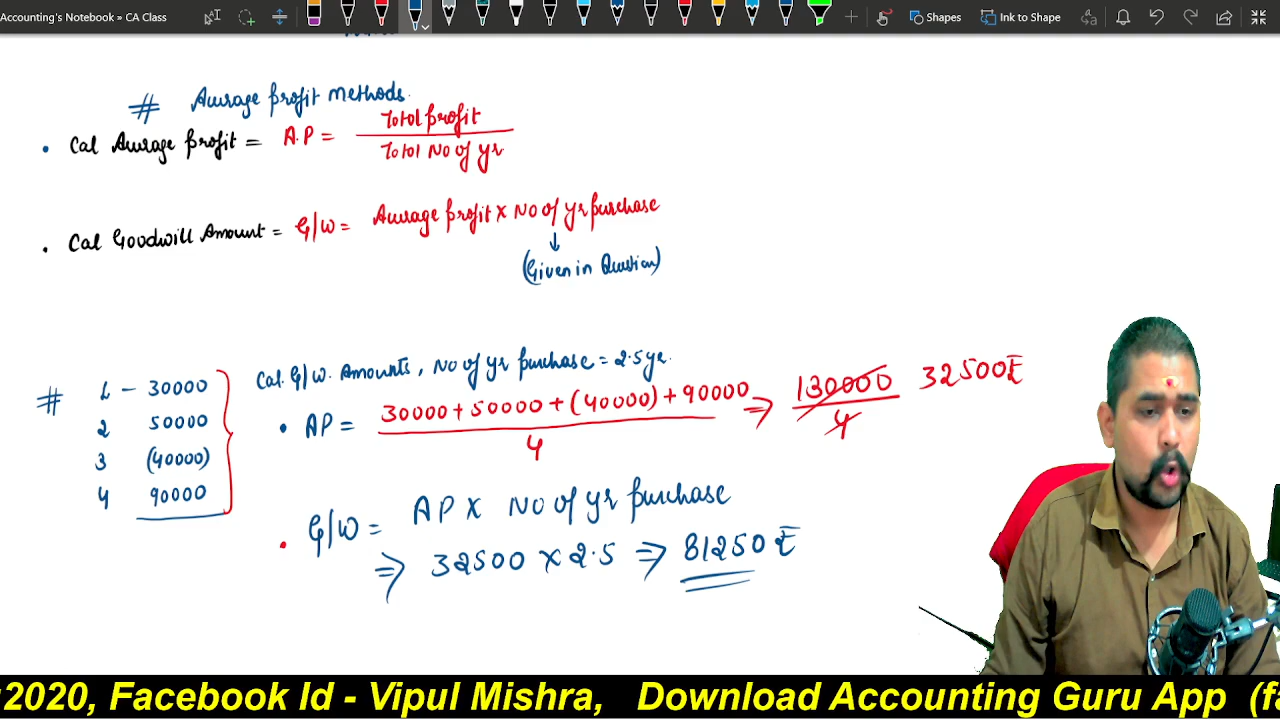 Accounting's Notebook » CA Class
Shapes
Ink to Shape
# Average profit methods.
• Cal Average profit = A.P = Total profit
Total No of yr
• Cal Goodwill Amount = G/W = Average profit × No of yr purchase
↓
(Given in Question)
# 1 - 30000
2 50000
3 (40000)
4 90000
Cal. G/W. Amounts, No of yr purchase = 2.5 yr.
• AP = 30000 + 50000 + (40000) + 90000 ⇒ 130000 32500₹
4 4
• G/W = AP × No of yr purchase
⇒ 32500 × 2.5 ⇒ 81250₹
2020, Facebook Id - Vipul Mishra, Download Accounting Guru App